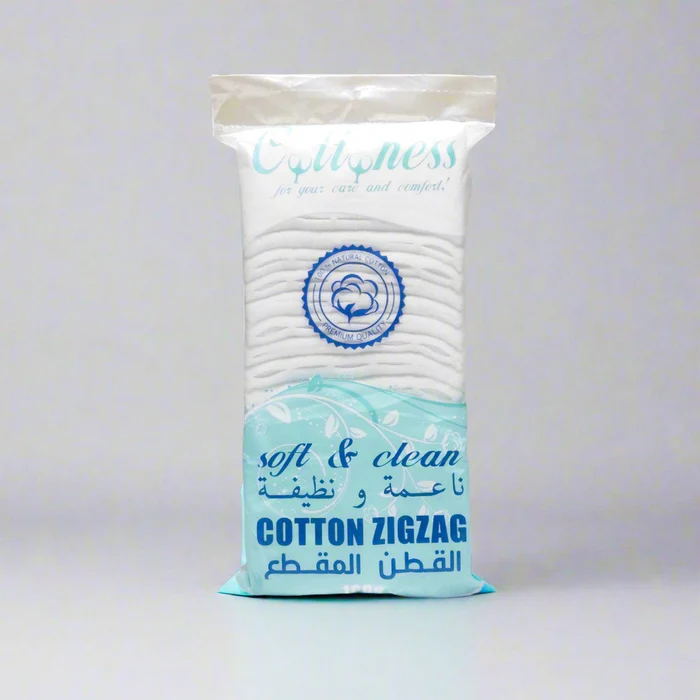 Cottoness
for your care and comfort!
100% NATURAL COTTON
PREMIUM QUALITY
soft & clean
ناعمة و نظيفة
COTTON ZIGZAG
القطن المقطع